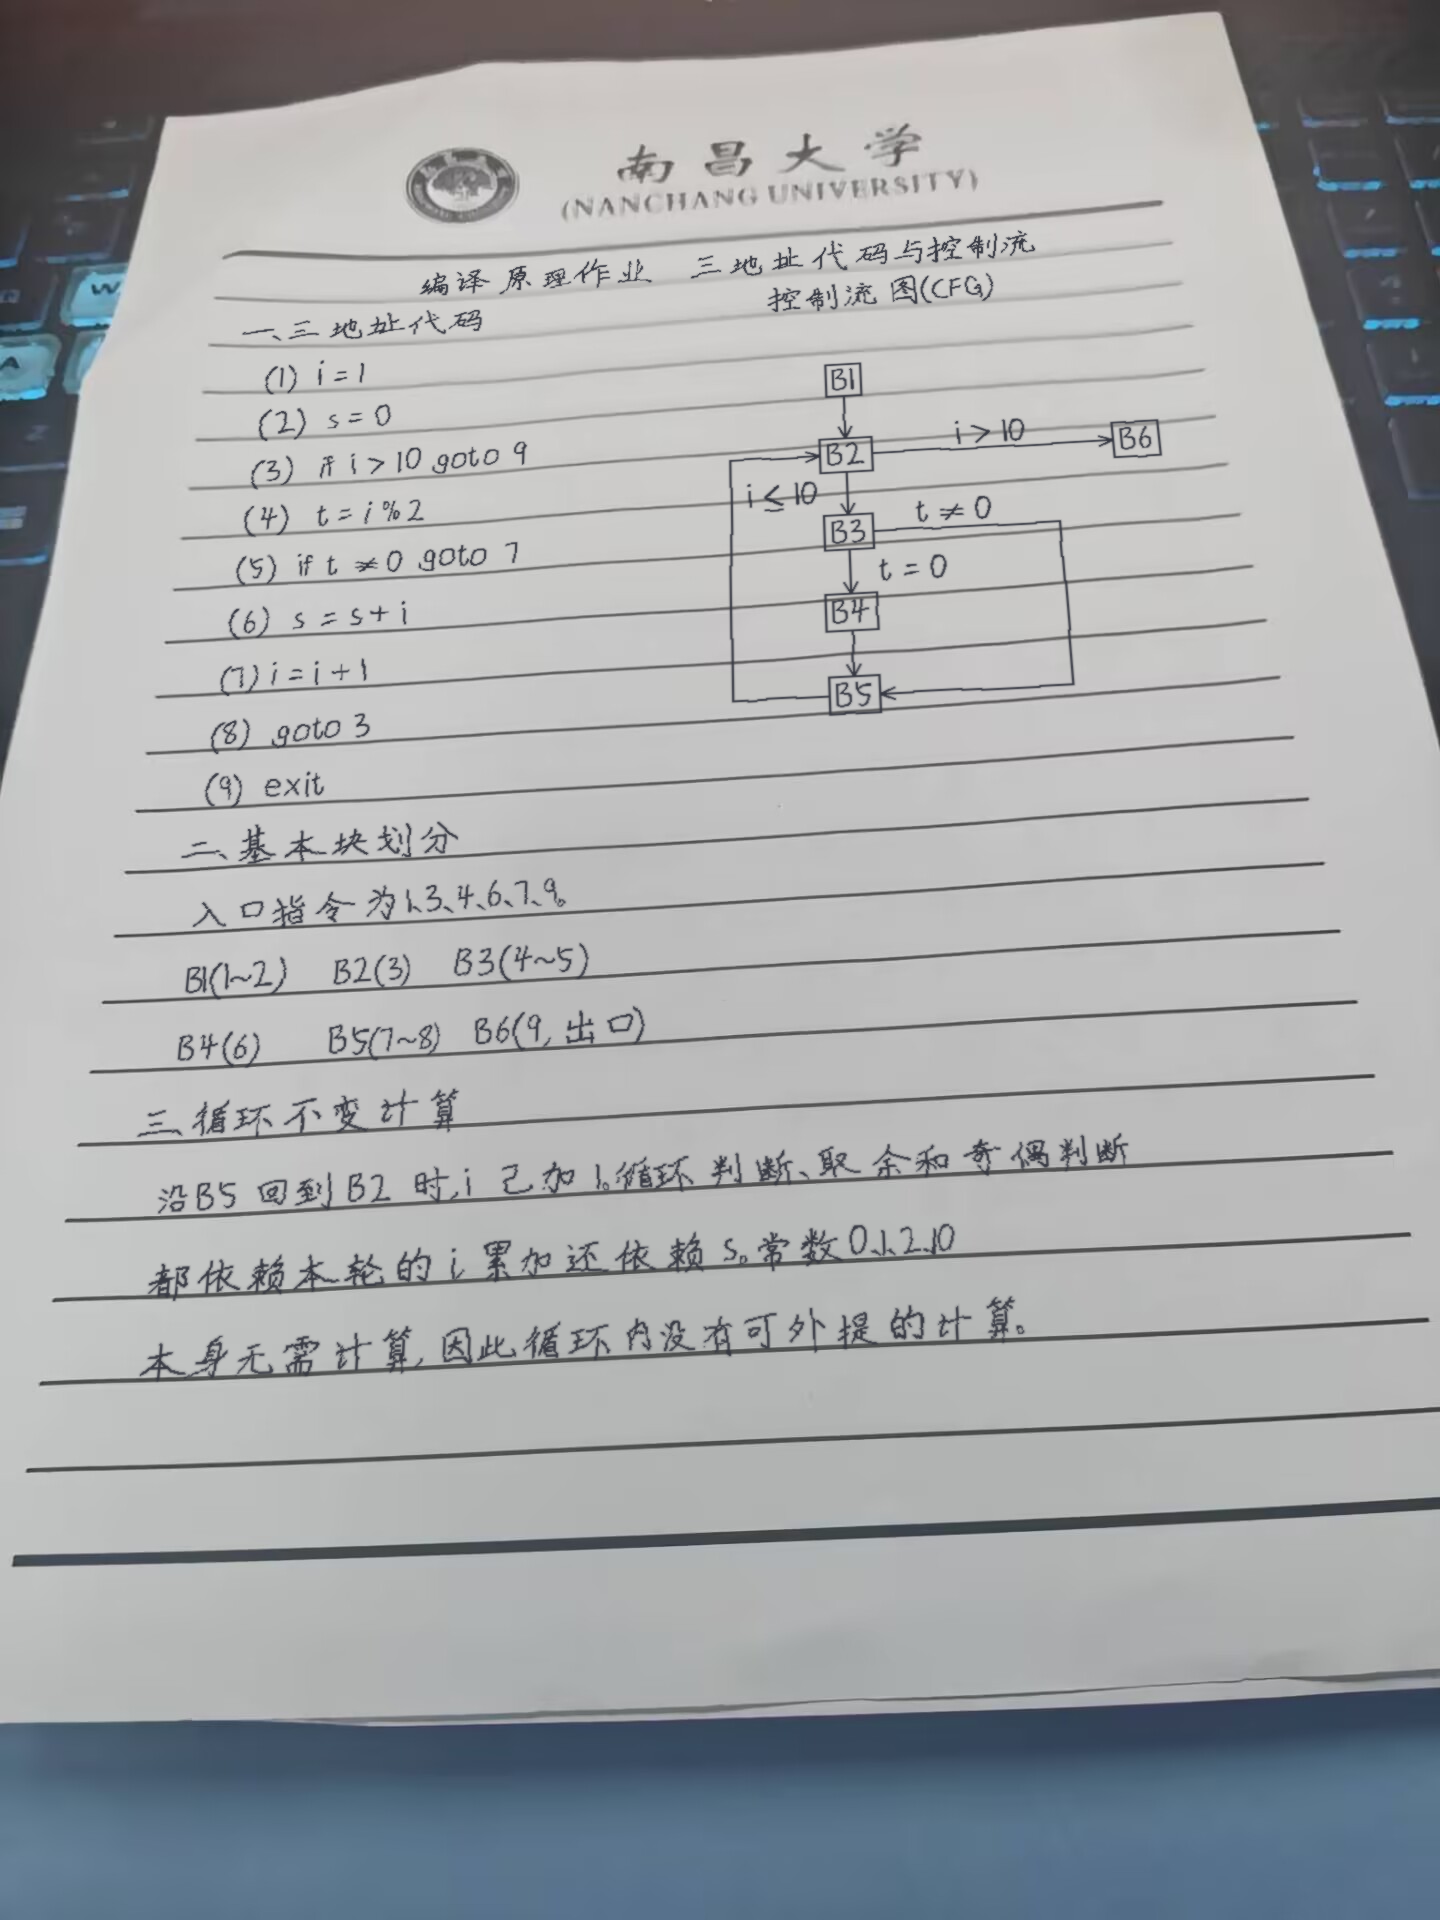 南昌大学
(NANCHANG UNIVERSITY)
编译原理作业 三地址代码与控制流
控制流图(CFG)
一、三地址代码
(1) i = 1
(2) s = 0
(3) if i > 10 goto 9
(4) t = i % 2
(5) if t ≠ 0 goto 7
(6) s = s + i
(7) i = i + 1
(8) goto 3
(9) exit
B1
B2
i > 10
B6
i ≤ 10
B3
t ≠ 0
t = 0
B4
B5
二、基本块划分
入口指令为1、3、4、6、7、9。
B1(1~2) B2(3) B3(4~5)
B4(6) B5(7~8) B6(9, 出口)
三、循环不变计算
沿B5回到B2时,i已加1。循环判断、取余和奇偶判断
都依赖本轮的i,累加还依赖s。常数0、1、2、10
本身无需计算,因此循环内没有可外提的计算。
W
A